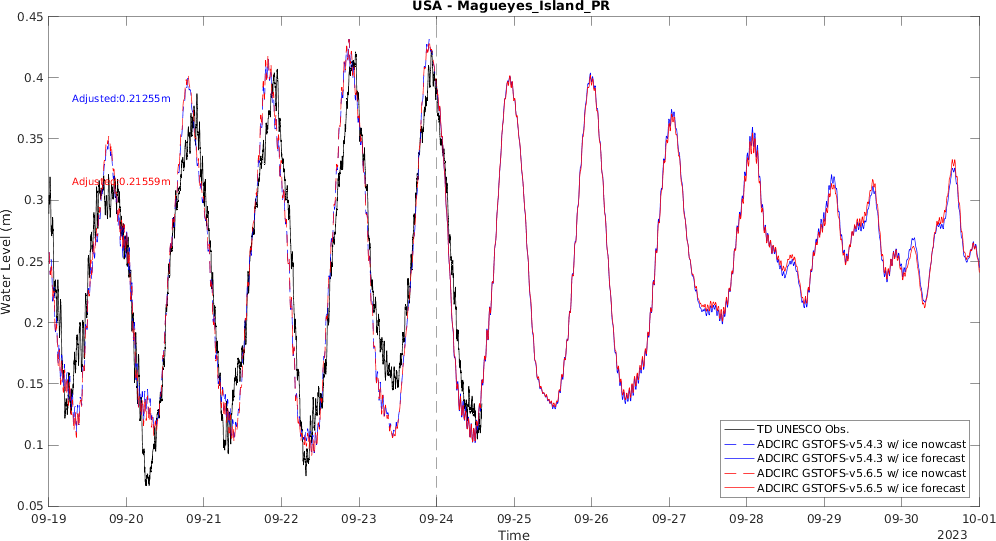 USA - Magueyes_Island_PR
0.45
0.4
0.35
0.3
0.25
0.2
0.15
0.1
0.05
Water Level (m)
Adjusted:0.21255m
Adjusted:0.21559m
TD UNESCO Obs.
ADCIRC GSTOFS-v5.4.3 w/ ice nowcast
ADCIRC GSTOFS-v5.4.3 w/ ice forecast
ADCIRC GSTOFS-v5.6.5 w/ ice nowcast
ADCIRC GSTOFS-v5.6.5 w/ ice forecast
09-19 09-20 09-21 09-22 09-23 09-24 09-25 09-26 09-27 09-28 09-29 09-30 10-01
Time
2023